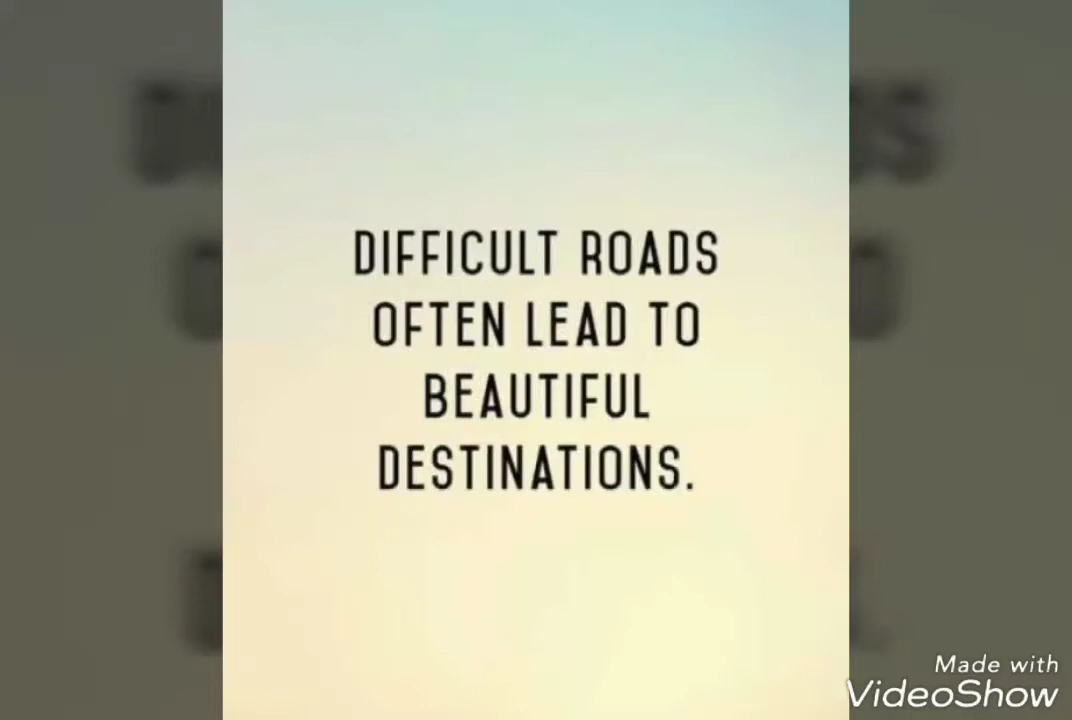 DIFFICULT ROADS
OFTEN LEAD TO
BEAUTIFUL
DESTINATIONS.
Made with
VideoShow